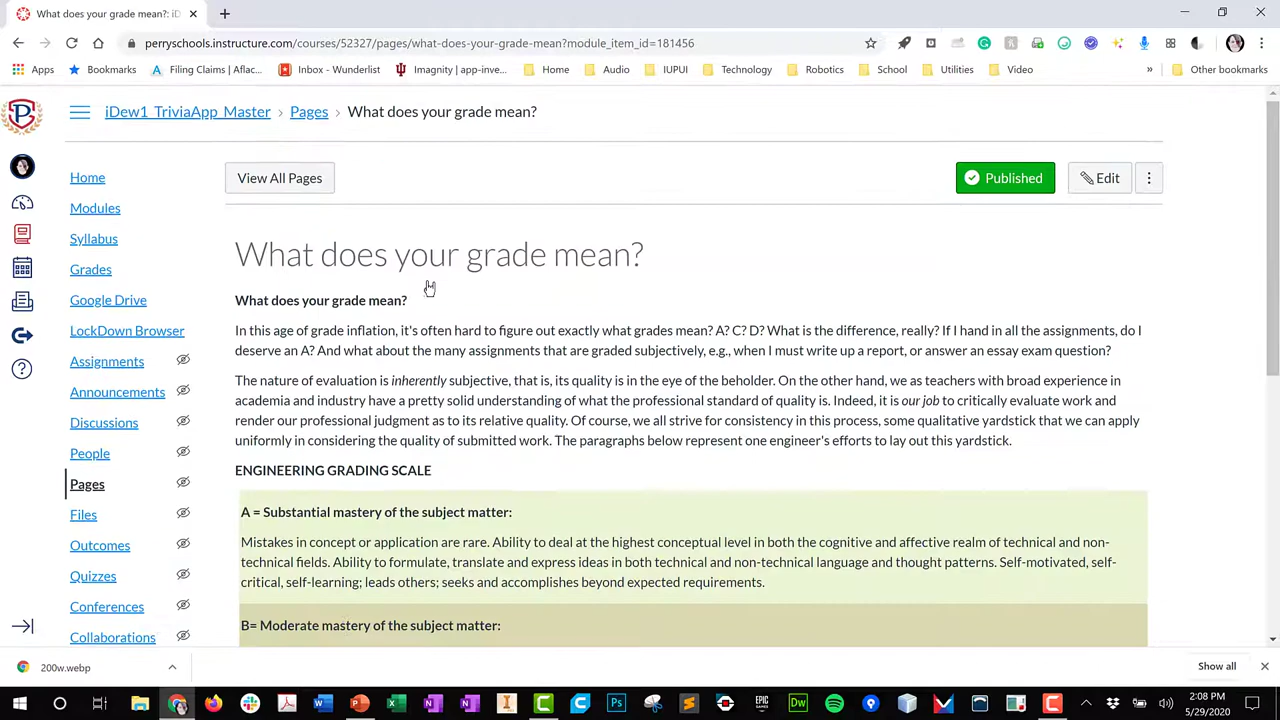 What does your grade mean?: iD
perryschools.instructure.com/courses/52327/pages/what-does-your-grade-mean?module_item_id=181456
Apps Bookmarks Filing Claims | Aflac... Inbox - Wunderlist Imagnity | app-inve... Home Audio IUPUI Technology Robotics School Utilities Video » Other bookmarks
iDew1_TriviaApp_Master › Pages › What does your grade mean?
View All Pages
Published
Edit
Home
Modules
Syllabus
Grades
Google Drive
LockDown Browser
Assignments
Announcements
Discussions
People
Pages
Files
Outcomes
Quizzes
Conferences
Collaborations
What does your grade mean?
What does your grade mean?
In this age of grade inflation, it's often hard to figure out exactly what grades mean? A? C? D? What is the difference, really? If I hand in all the assignments, do I
deserve an A? And what about the many assignments that are graded subjectively, e.g., when I must write up a report, or answer an essay exam question?
The nature of evaluation is inherently subjective, that is, its quality is in the eye of the beholder. On the other hand, we as teachers with broad experience in
academia and industry have a pretty solid understanding of what the professional standard of quality is. Indeed, it is our job to critically evaluate work and
render our professional judgment as to its relative quality. Of course, we all strive for consistency in this process, some qualitative yardstick that we can apply
uniformly in considering the quality of submitted work. The paragraphs below represent one engineer's efforts to lay out this yardstick.
ENGINEERING GRADING SCALE
A = Substantial mastery of the subject matter:
Mistakes in concept or application are rare. Ability to deal at the highest conceptual level in both the cognitive and affective realm of technical and non-
technical fields. Ability to formulate, translate and express ideas in both technical and non-technical language and thought patterns. Self-motivated, self-
critical, self-learning; leads others; seeks and accomplishes beyond expected requirements.
B= Moderate mastery of the subject matter:
200w.webp
Show all
2:08 PM
5/29/2020